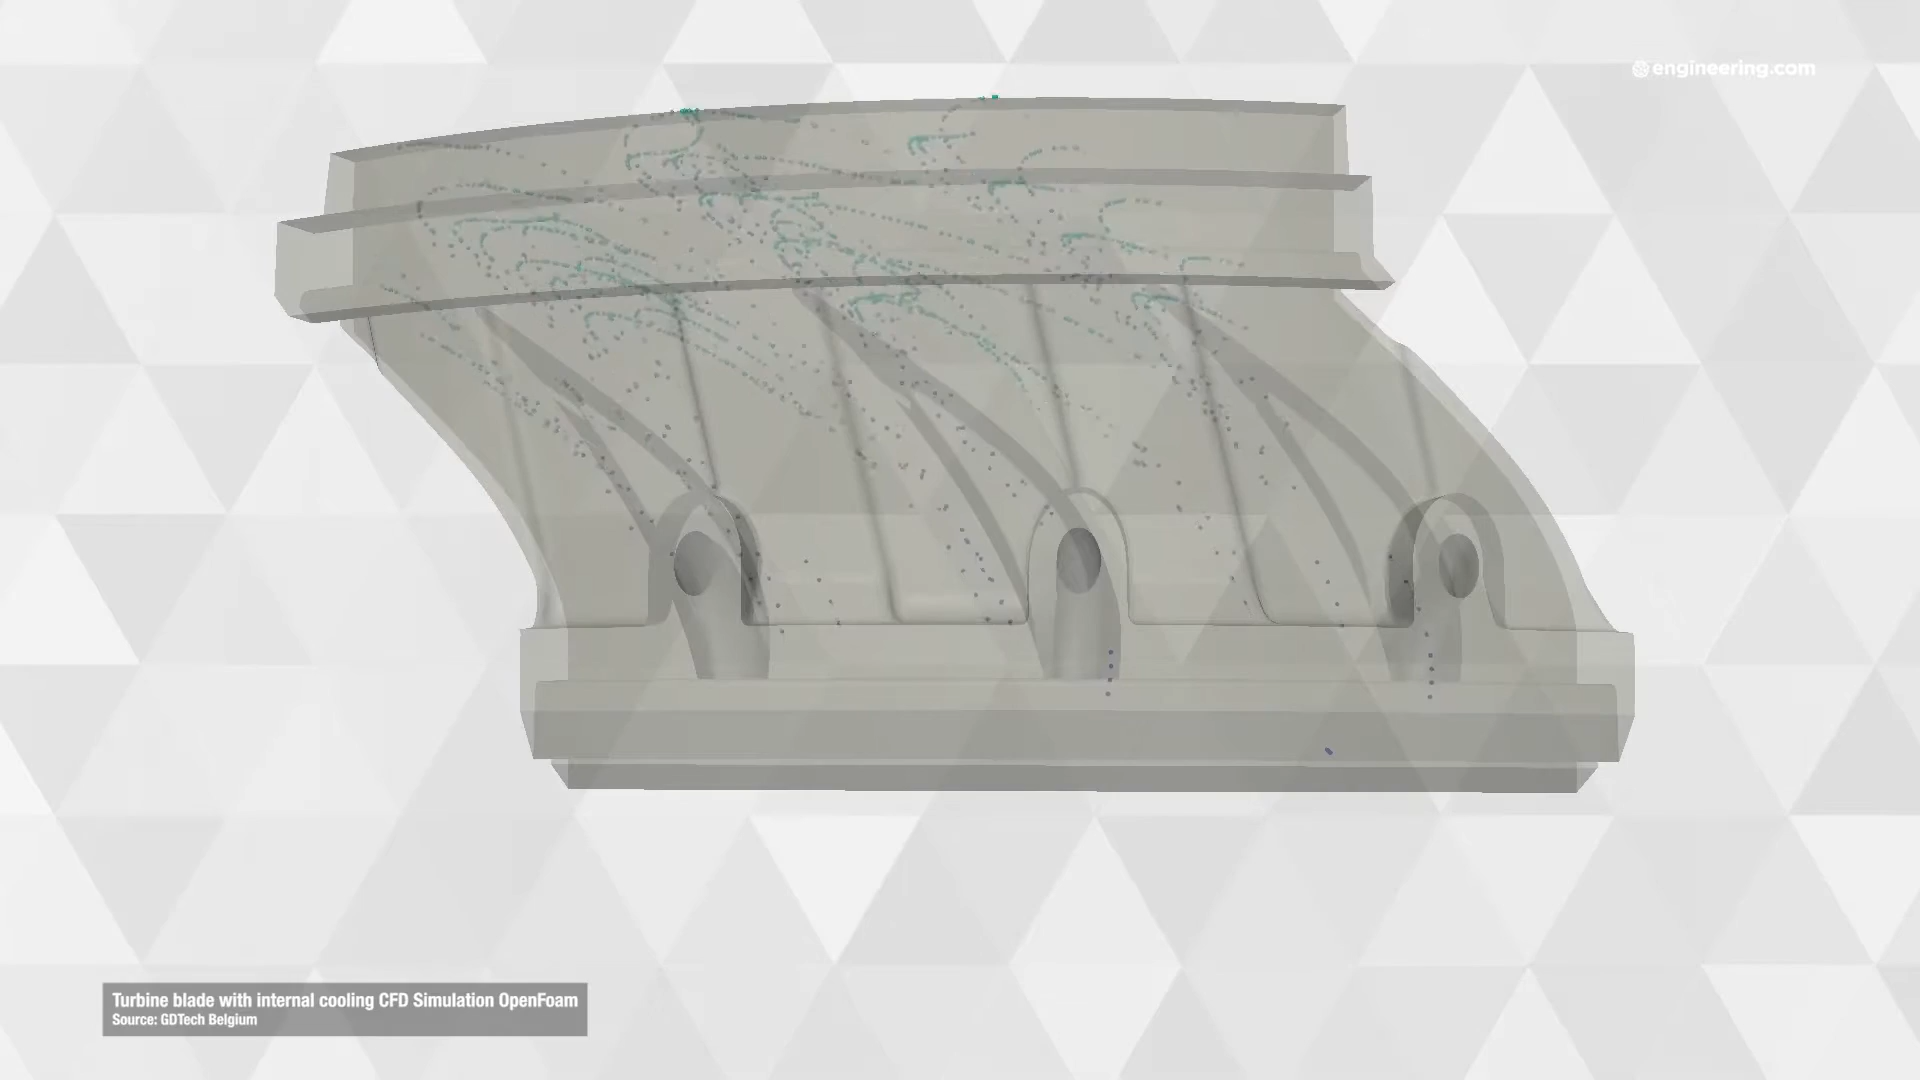 engineering.com
Turbine blade with internal cooling CFD Simulation OpenFoam
Source: GDTech Belgium